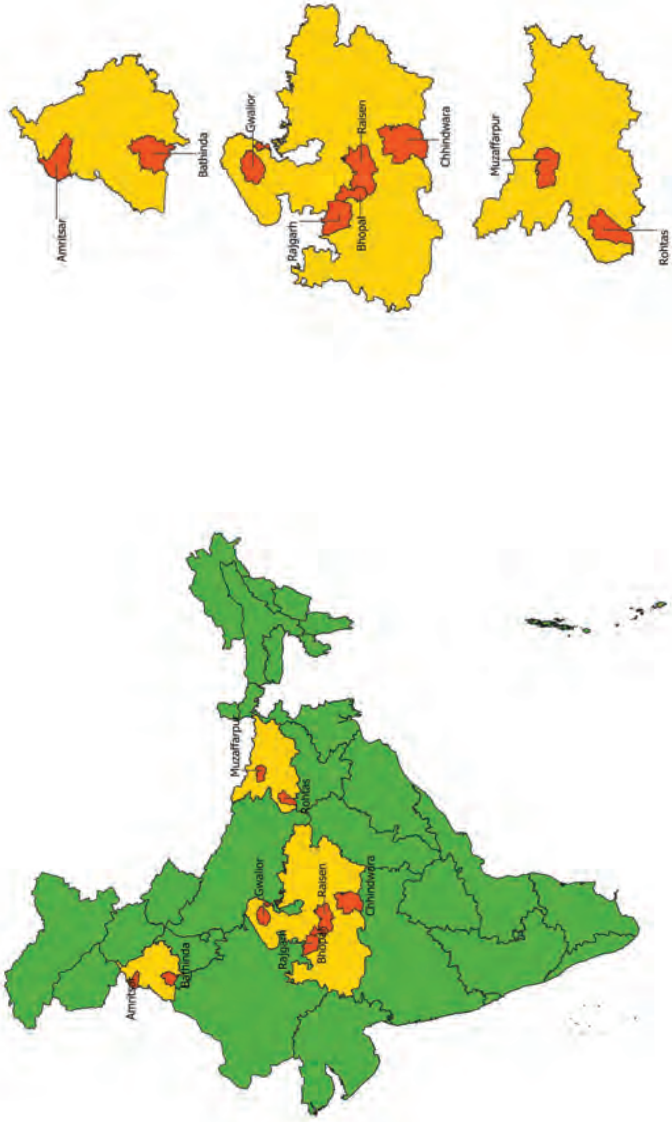 Amritsar
Bathinda
Gwalior
Rajgarh
Raisen
Bhopal
Chhindwara
Muzaffarpur
Rohtas
Amritsar
Bathinda
Gwalior
Rajgarh
Raisen
Bhopal
Chhindwara
Muzaffarpur
Rohtas